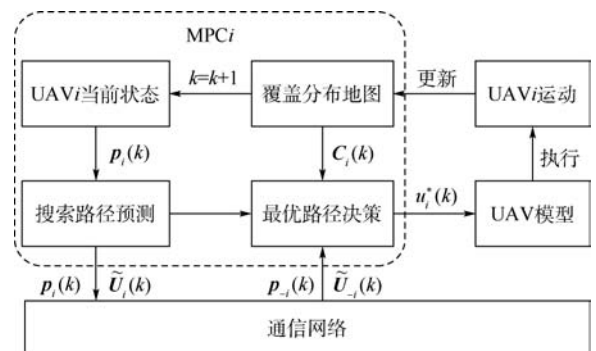 MPCi
UAVi当前状态
k=k+1
覆盖分布地图
更新
UAVi运动
p_i(k)
C_i(k)
执行
搜索路径预测
最优路径决策
u_i^*(k)
UAV模型
p_i(k)
Ũ_i(k)
p_{-i}(k)
Ũ_{-i}(k)
通信网络